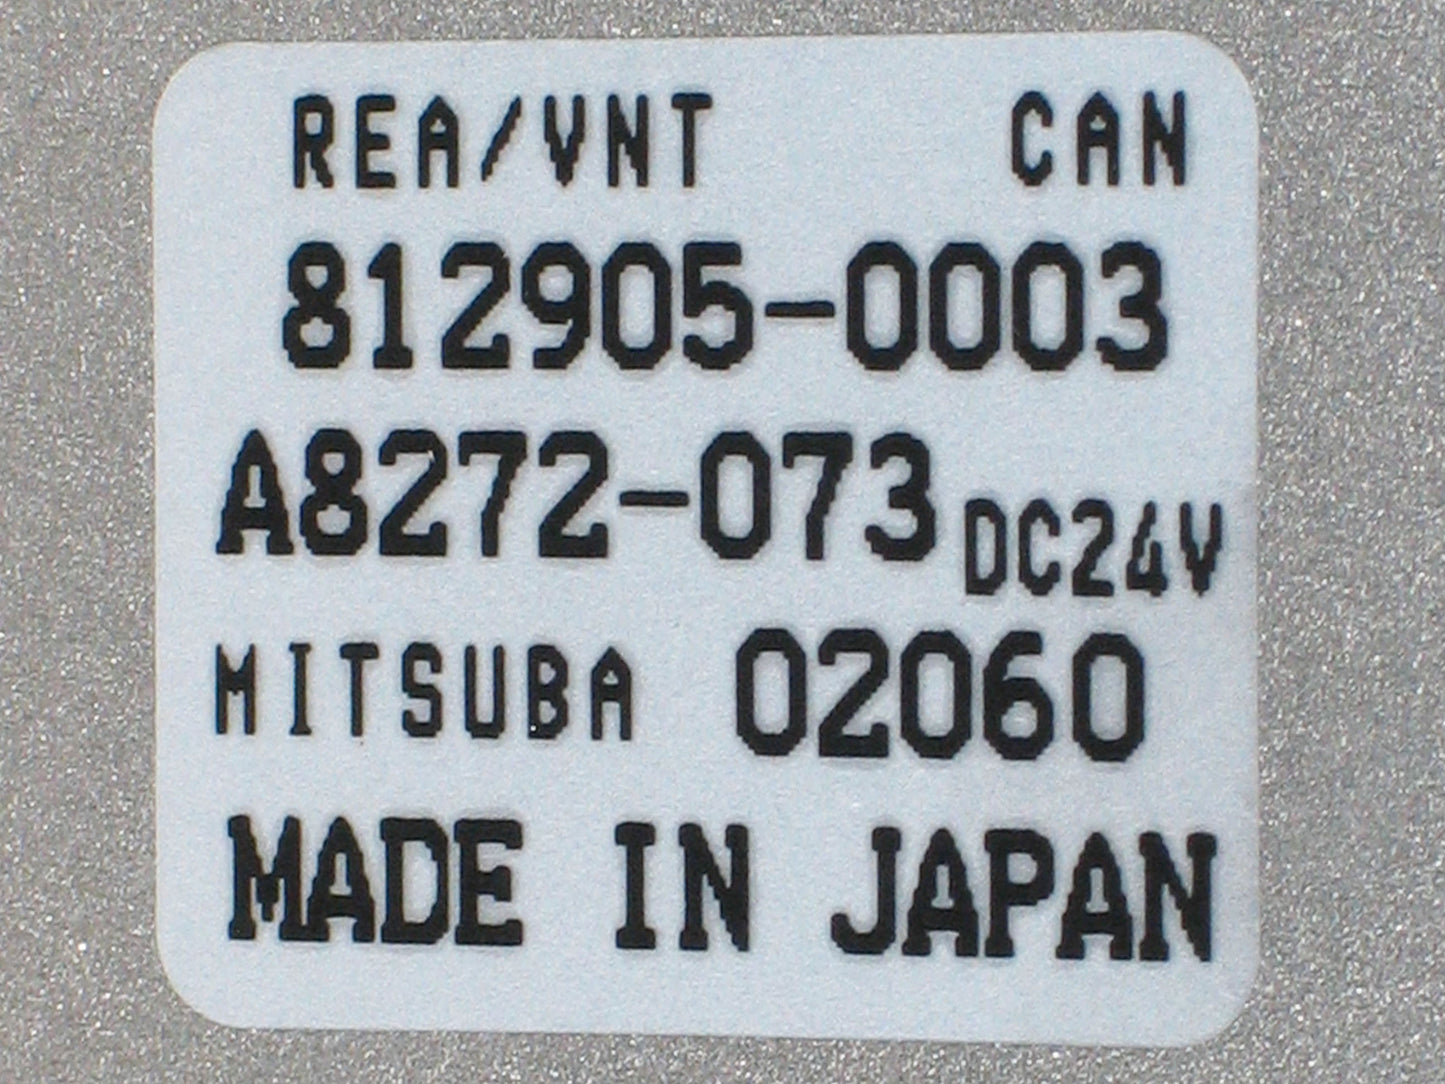 REA/VNT CAN
812905-0003
A8272-073 DC24V
MITSUBA 02060
MADE IN JAPAN